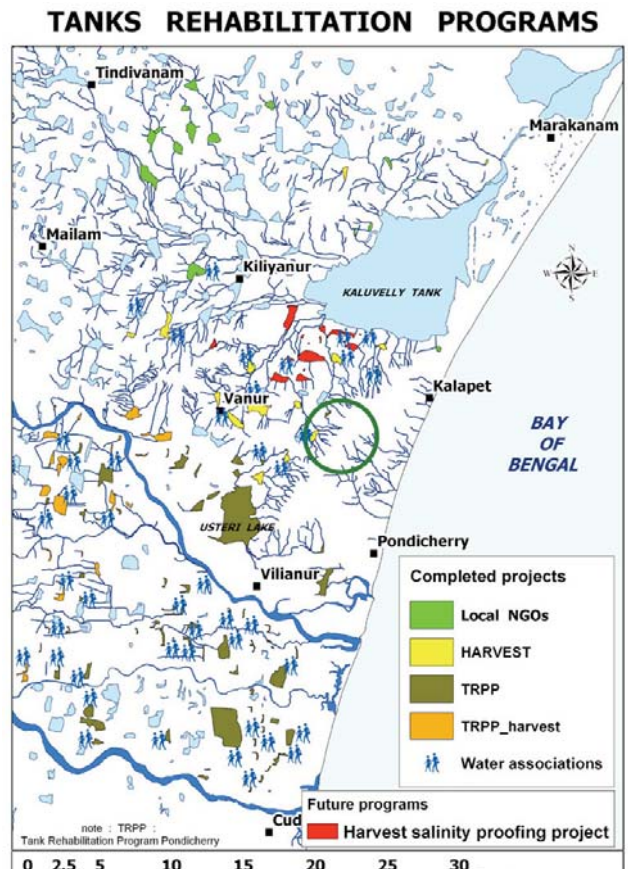 TANKS REHABILITATION PROGRAMS
Tindivanam
Marakanam
Mailam
Kiliyanur
N
W E
S
KALUVELLY TANK
Vanur
Kalapet
BAY
OF
BENGAL
USTERI LAKE
Pondicherry
Vilianur
Completed projects
Local NGOs
HARVEST
TRPP
TRPP_harvest
Water associations
Future programs
Harvest salinity proofing project
Cud
note : TRPP :
Tank Rehabilitation Program Pondicherry
0 2,5 5 10 15 20 25 30